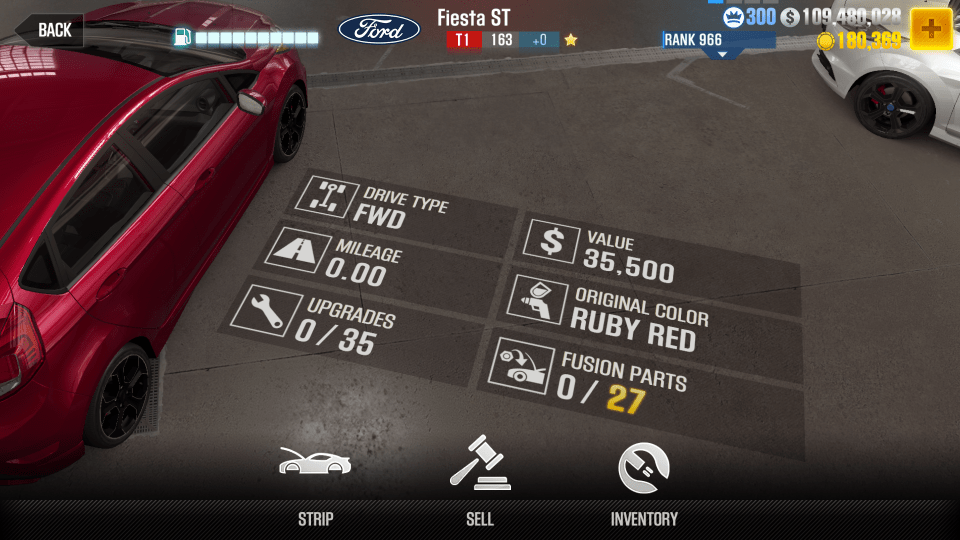 BACK
Ford
Fiesta ST
T1 163 +0
300
109,480,028
RANK 966
180,369
DRIVE TYPE
FWD
MILEAGE
0.00
UPGRADES
0 / 35
VALUE
35,500
ORIGINAL COLOR
RUBY RED
FUSION PARTS
0 / 27
STRIP
SELL
INVENTORY